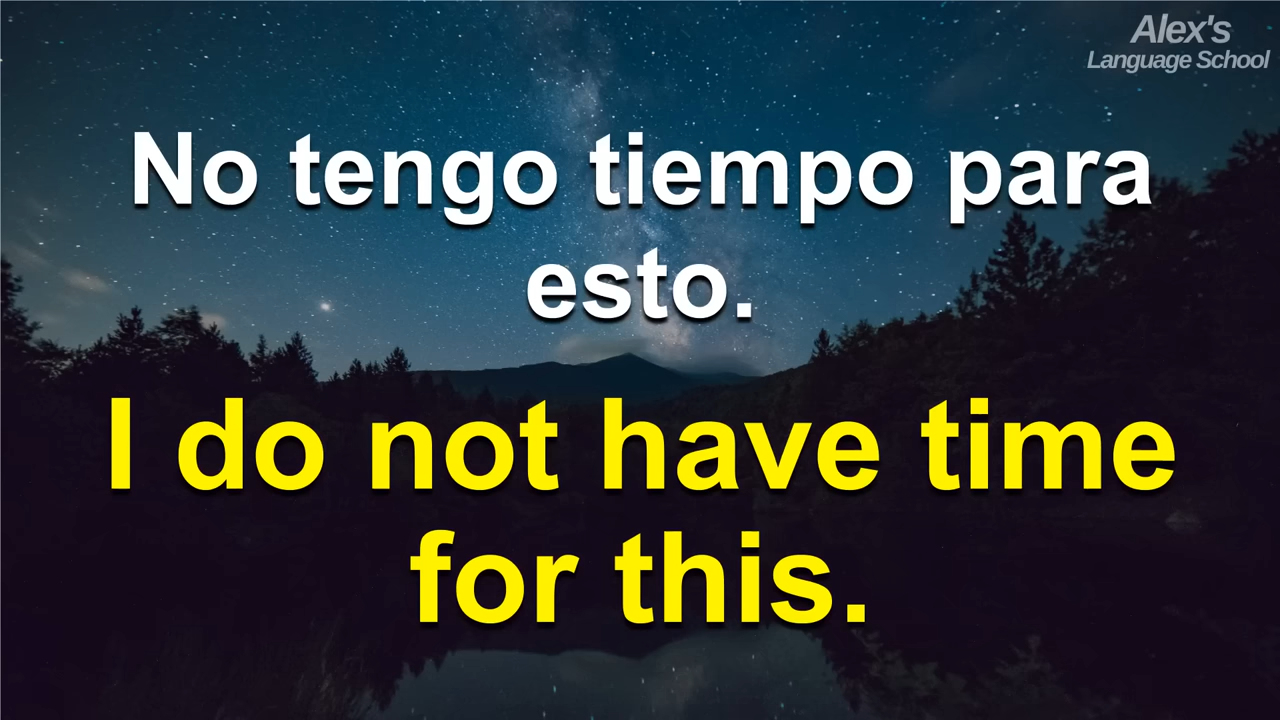 Alex's
Language School
No tengo tiempo para
esto.
I do not have time
for this.